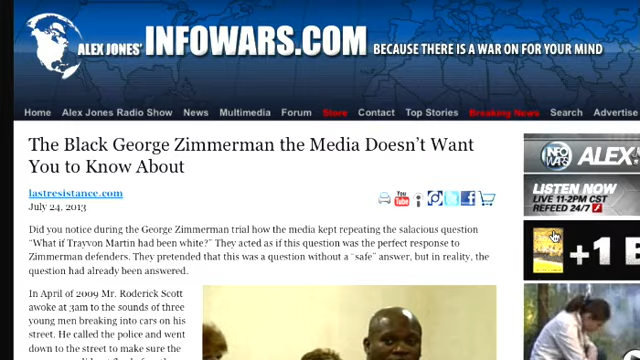 ALEX JONES' INFOWARS.COM BECAUSE THERE IS A WAR ON FOR YOUR MIND
Home Alex Jones Radio Show News Multimedia Forum Store Contact Top Stories Breaking News Search Advertise
The Black George Zimmerman the Media Doesn't Want
You to Know About
lastresistance.com
July 24, 2013
You
Tube
Did you notice during the George Zimmerman trial how the media kept repeating the salacious question
"What if Trayvon Martin had been white?" They acted as if this question was the perfect response to
Zimmerman defenders. They pretended that this was a question without a "safe" answer, but in reality, the
question had already been answered.
In April of 2009 Mr. Roderick Scott
awoke at 3am to the sounds of three
young men breaking into cars on his
street. He called the police and went
down to the street to make sure the
INFO
WARS
ALEX
LISTEN NOW
LIVE 11-2PM CST
REFEED 24/7
+1 B